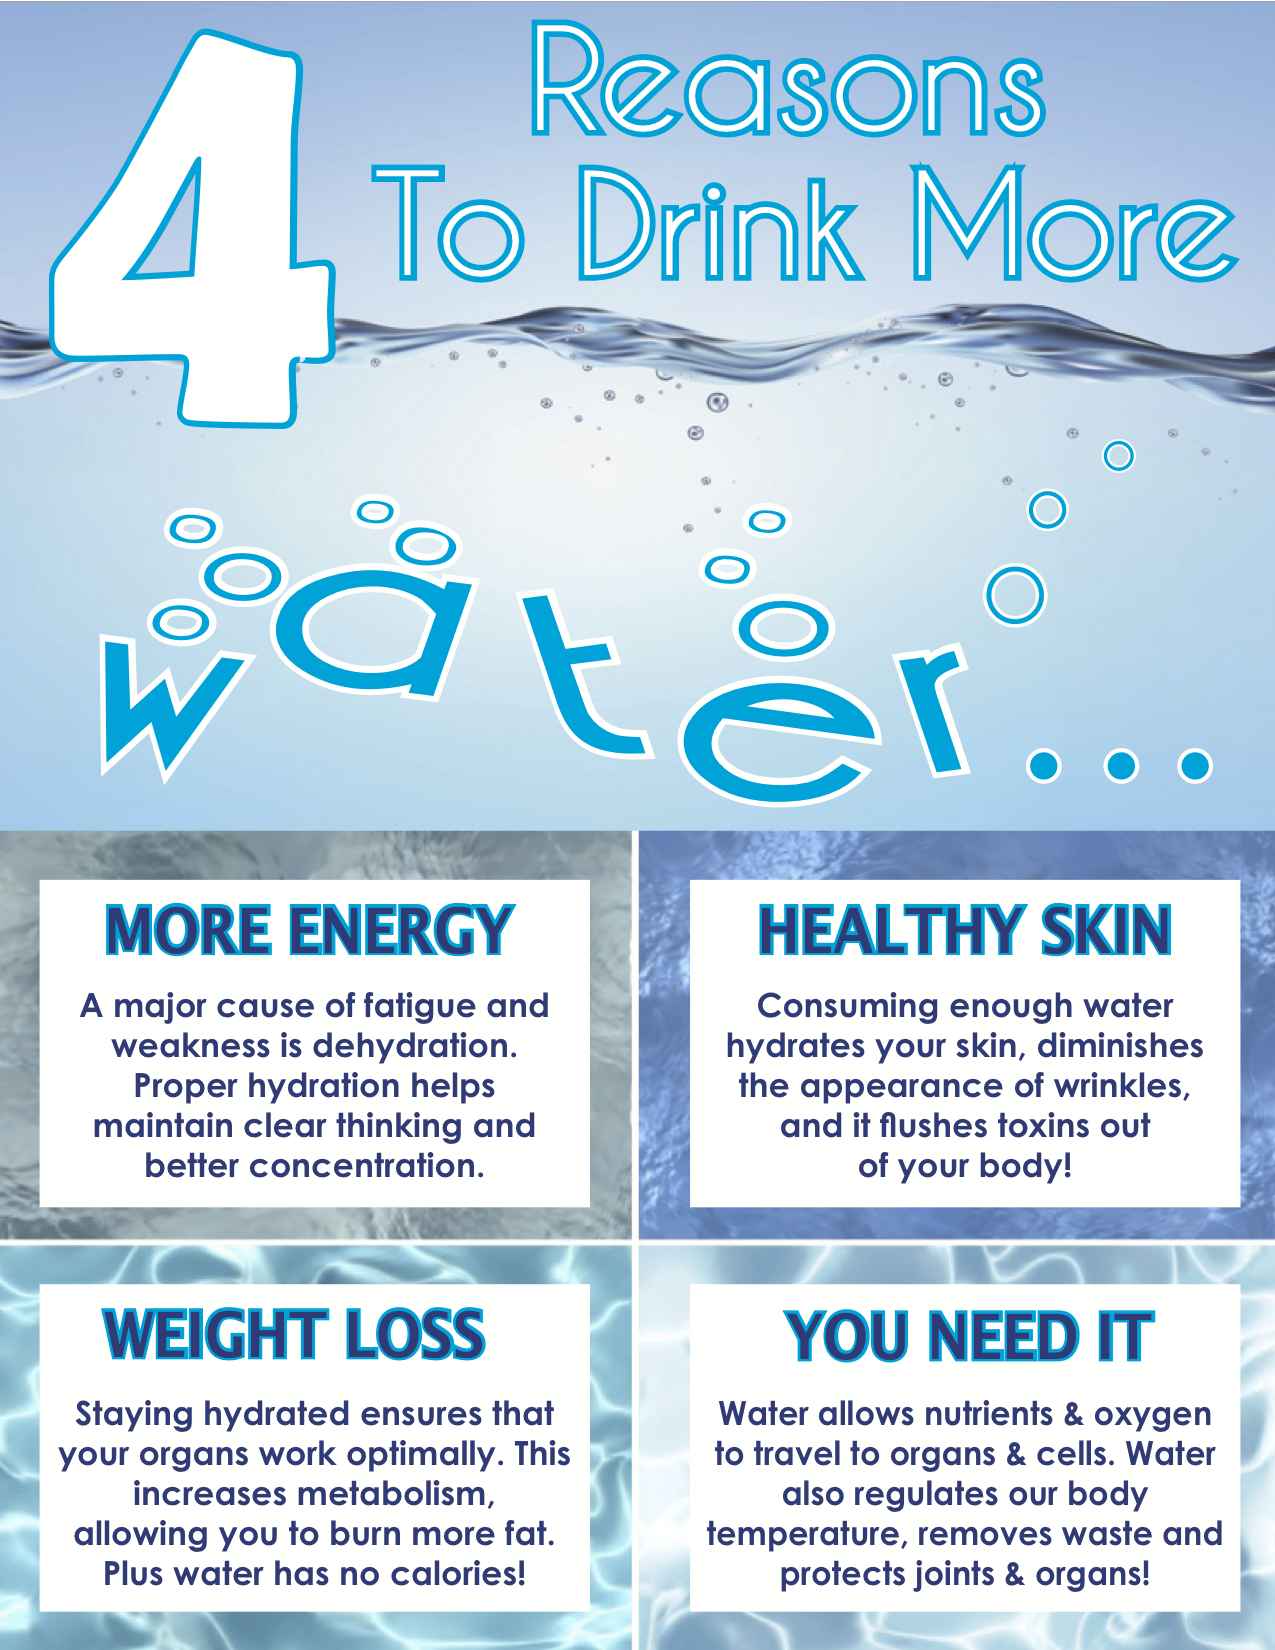 4 Reasons
To Drink More
water...
MORE ENERGY
A major cause of fatigue and
weakness is dehydration.
Proper hydration helps
maintain clear thinking and
better concentration.
HEALTHY SKIN
Consuming enough water
hydrates your skin, diminishes
the appearance of wrinkles,
and it flushes toxins out
of your body!
WEIGHT LOSS
Staying hydrated ensures that
your organs work optimally. This
increases metabolism,
allowing you to burn more fat.
Plus water has no calories!
YOU NEED IT
Water allows nutrients & oxygen
to travel to organs & cells. Water
also regulates our body
temperature, removes waste and
protects joints & organs!